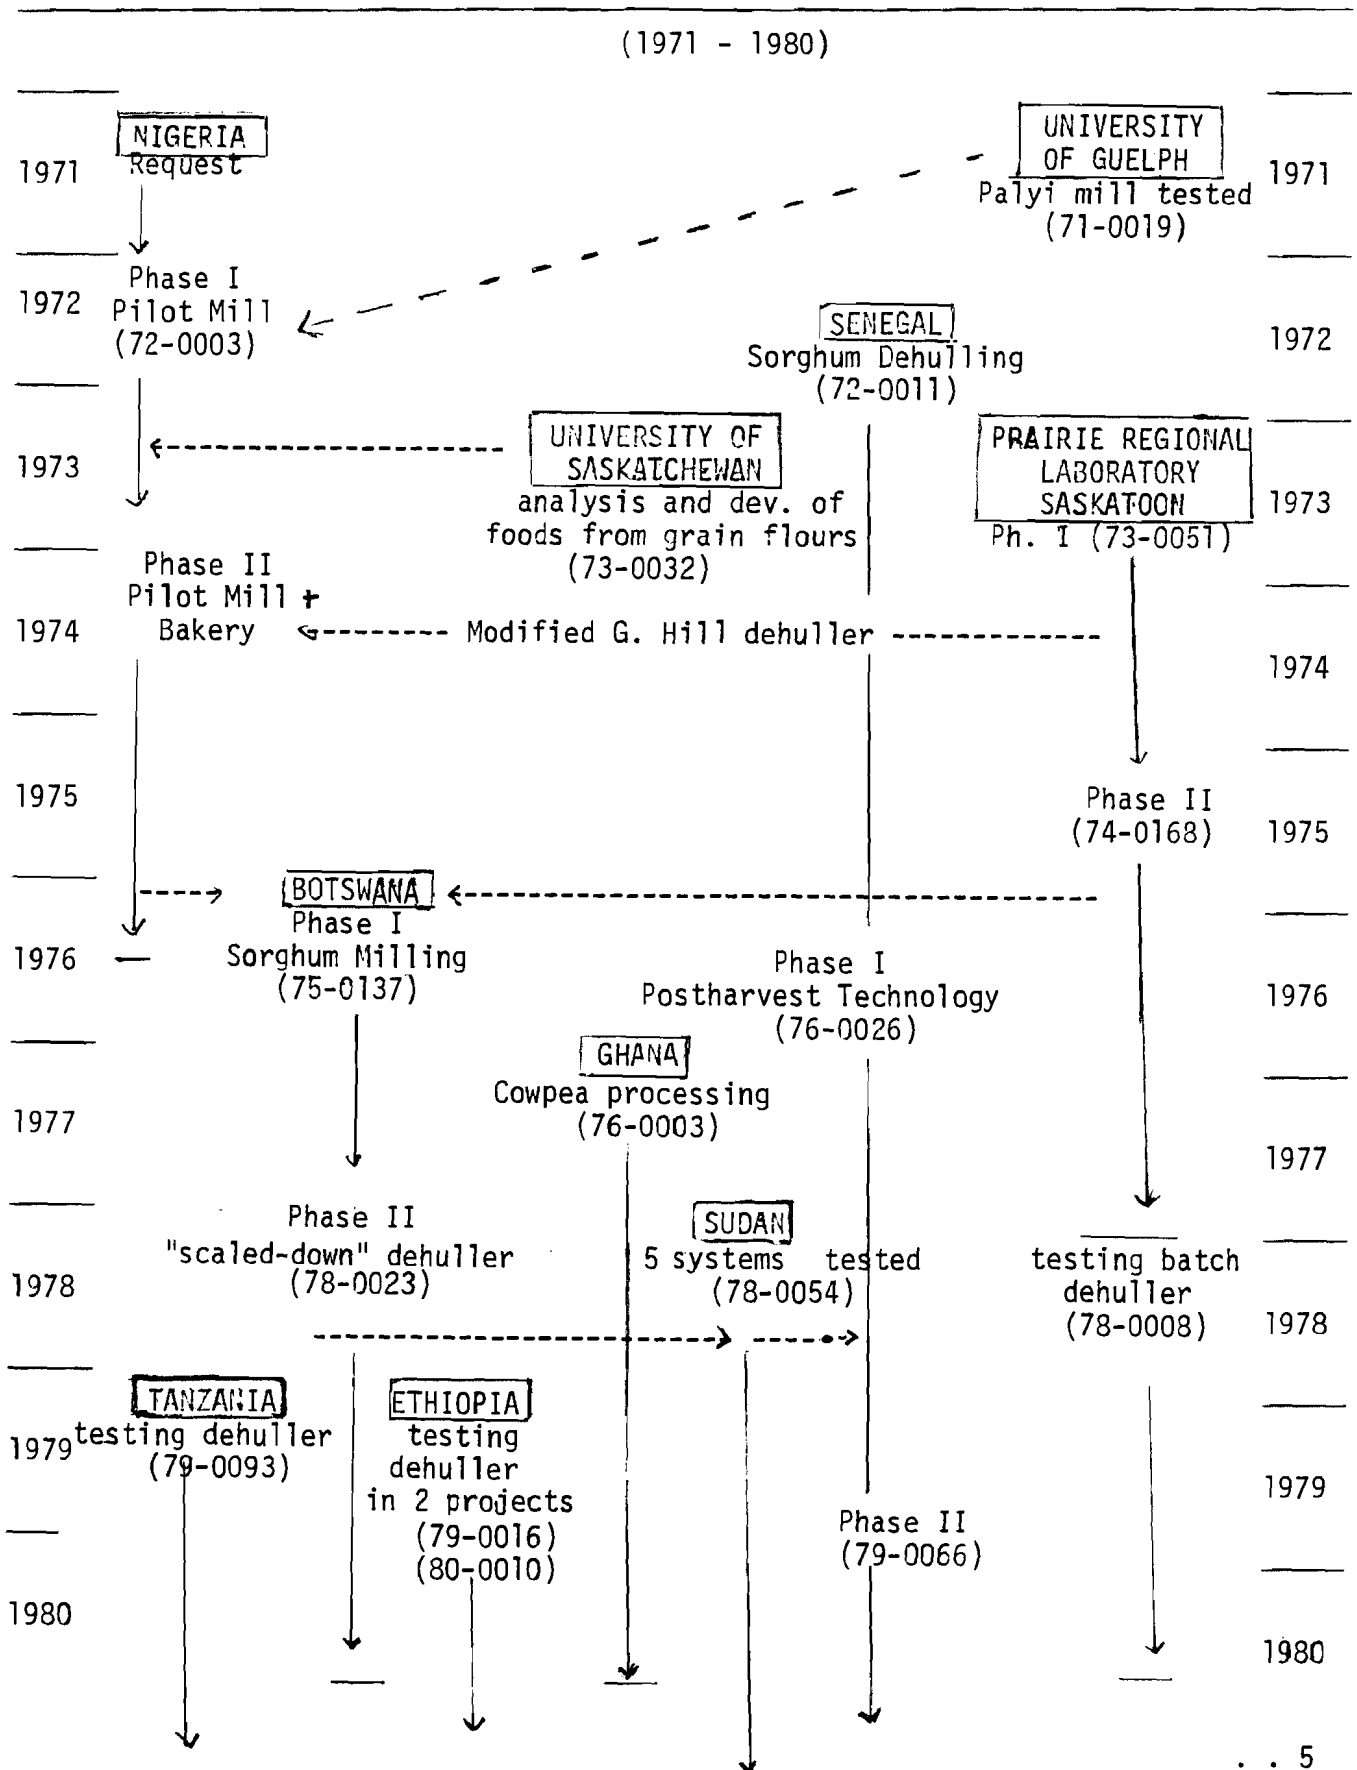 (1971 - 1980)
NIGERIA
Request
UNIVERSITY
OF GUELPH
Palyi mill tested
(71-0019)
1971
1971
Phase I
Pilot Mill
(72-0003)
1972
SENEGAL
Sorghum Dehulling
(72-0011)
1972
UNIVERSITY OF
SASKATCHEWAN
analysis and dev. of
foods from grain flours
(73-0032)
PRAIRIE REGIONAL
LABORATORY
SASKATOON
Ph. I (73-0051)
1973
1973
Phase II
Pilot Mill +
Bakery
1974
Modified G. Hill dehuller
1974
1975
Phase II
(74-0168)
1975
BOTSWANA
Phase I
Sorghum Milling
(75-0137)
1976
Phase I
Postharvest Technology
(76-0026)
1976
GHANA
Cowpea processing
(76-0003)
1977
1977
Phase II
"scaled-down" dehuller
(78-0023)
1978
SUDAN
5 systems tested
(78-0054)
testing batch
dehuller
(78-0008)
1978
TANZANIA
testing dehuller
(79-0093)
1979
ETHIOPIA
testing
dehuller
in 2 projects
(79-0016)
(80-0010)
Phase II
(79-0066)
1979
1980
1980
. . 5